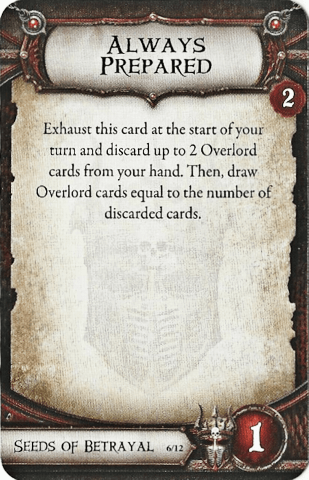 ALWAYS
PREPARED
2
Exhaust this card at the start of your
turn and discard up to 2 Overlord
cards from your hand. Then, draw
Overlord cards equal to the number of
discarded cards.
SEEDS OF BETRAYAL 6/12
1